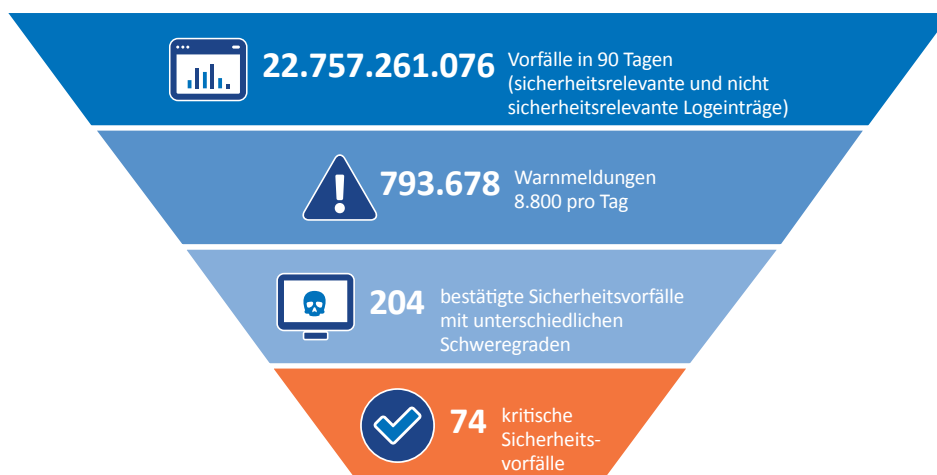 22.757.261.076 Vorfälle in 90 Tagen
(sicherheitsrelevante und nicht
sicherheitsrelevante Logeinträge)
793.678 Warnmeldungen
8.800 pro Tag
204 bestätigte Sicherheitsvorfälle
mit unterschiedlichen
Schweregraden
74 kritische
Sicherheits-
vorfälle